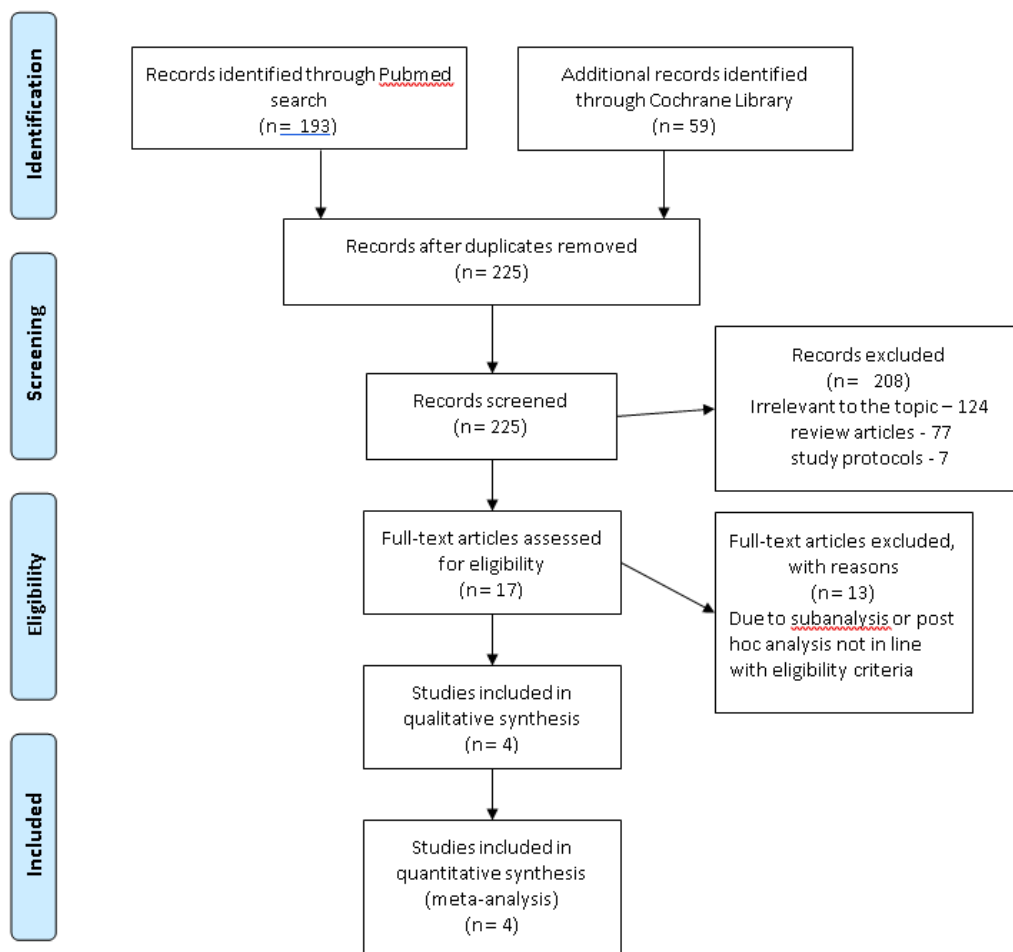 Identification
Records identified through Pubmed
search
(n= 193)
Additional records identified
through Cochrane Library
(n= 59)
Records after duplicates removed
(n= 225)
Screening
Records screened
(n= 225)
Records excluded
(n= 208)
Irrelevant to the topic – 124
review articles - 77
study protocols - 7
Eligibility
Full-text articles assessed
for eligibility
(n= 17)
Full-text articles excluded,
with reasons
(n= 13)
Due to subanalysis or post
hoc analysis not in line
with eligibility criteria
Studies included in
qualitative synthesis
(n= 4)
Included
Studies included in
quantitative synthesis
(meta-analysis)
(n= 4)